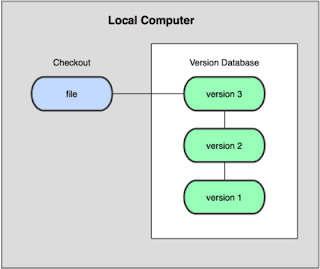 Local Computer
Checkout
Version Database
file
version 3
version 2
version 1